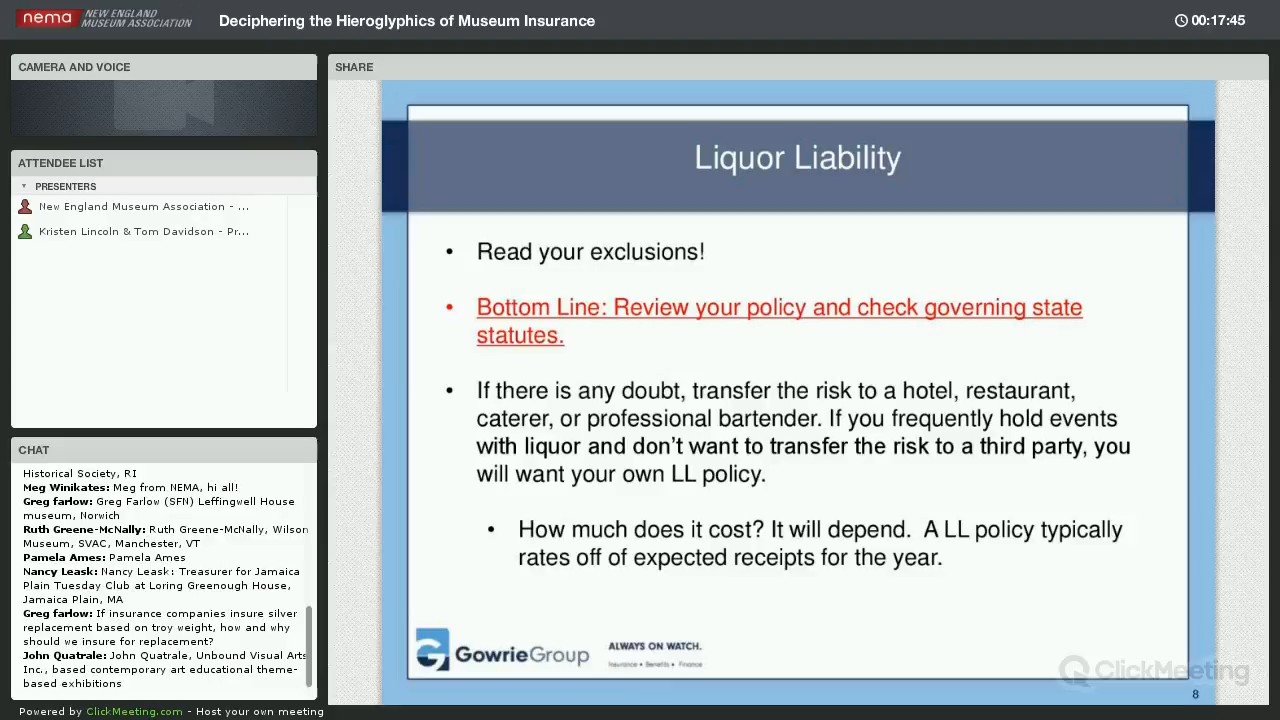 nema NEW ENGLAND
MUSEUM ASSOCIATION
Deciphering the Hieroglyphics of Museum Insurance
00:17:45
CAMERA AND VOICE
ATTENDEE LIST
PRESENTERS
New England Museum Association - ...
Kristen Lincoln & Tom Davidson - Pr...
CHAT
Historical Society, RI
Meg Winikates: Meg from NEMA, hi all!
Greg farlow: Greg Farlow (SFN) Leffingwell House
museum, Norwich
Ruth Greene-McNally: Ruth Greene-McNally, Wilson
Museum, SVAC, Manchester, VT
Pamela Ames: Pamela Ames
Nancy Leask: Nancy Leask: Treasurer for Jamaica
Plain Tuesday Club at Loring Greenough House,
Jamaica Plain, MA
Greg farlow: If insurance companies insure silver
replacement based on troy weight, how and why
should we insure for replacement?
John Quatrale: John Quatrale, Unbound Visual Arts
Inc., based contemporary art educational theme-
based exhibitions
SHARE
Liquor Liability
• Read your exclusions!
• Bottom Line: Review your policy and check governing state
statutes.
• If there is any doubt, transfer the risk to a hotel, restaurant,
caterer, or professional bartender. If you frequently hold events
with liquor and don't want to transfer the risk to a third party, you
will want your own LL policy.
• How much does it cost? It will depend. A LL policy typically
rates off of expected receipts for the year.
GowrieGroup
ALWAYS ON WATCH.
Insurance • Benefits • Finance
ClickMeeting
8
Powered by ClickMeeting.com - Host your own meeting